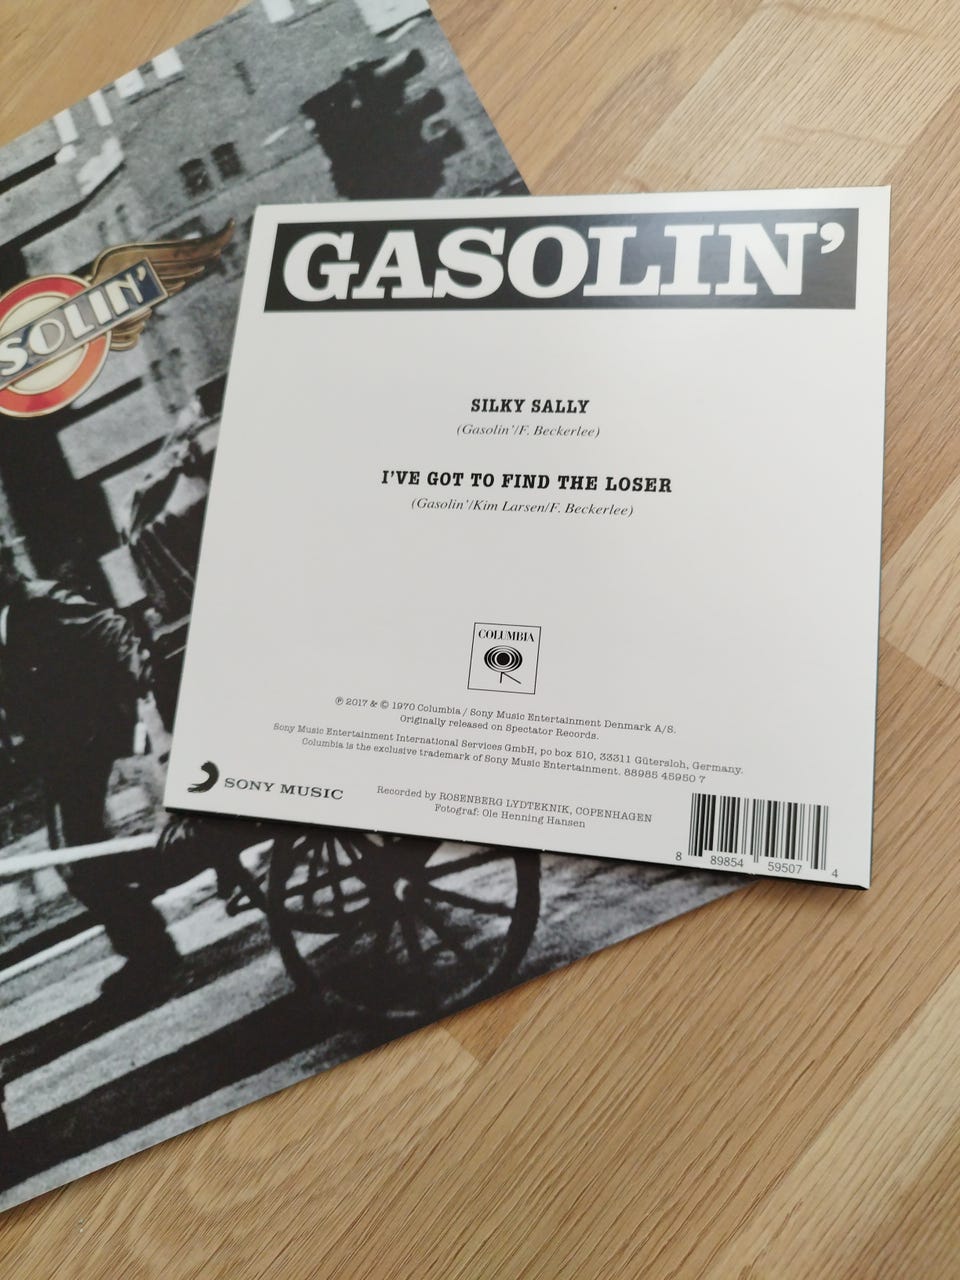 SOLIN'
GASOLIN'
SILKY SALLY
(Gasolin'/F. Beckerlee)
I'VE GOT TO FIND THE LOSER
(Gasolin'/Kim Larsen/F. Beckerlee)
COLUMBIA
℗ 2017 & © 1970 Columbia / Sony Music Entertainment Denmark A/S.
Originally released on Spectator Records.
Sony Music Entertainment International Services GmbH, po box 510, 33311 Gütersloh, Germany.
Columbia is the exclusive trademark of Sony Music Entertainment. 88985 45950 7
SONY MUSIC
Recorded by ROSENBERG LYDTEKNIK, COPENHAGEN
Fotograf: Ole Henning Hansen
8 89854 59507 4